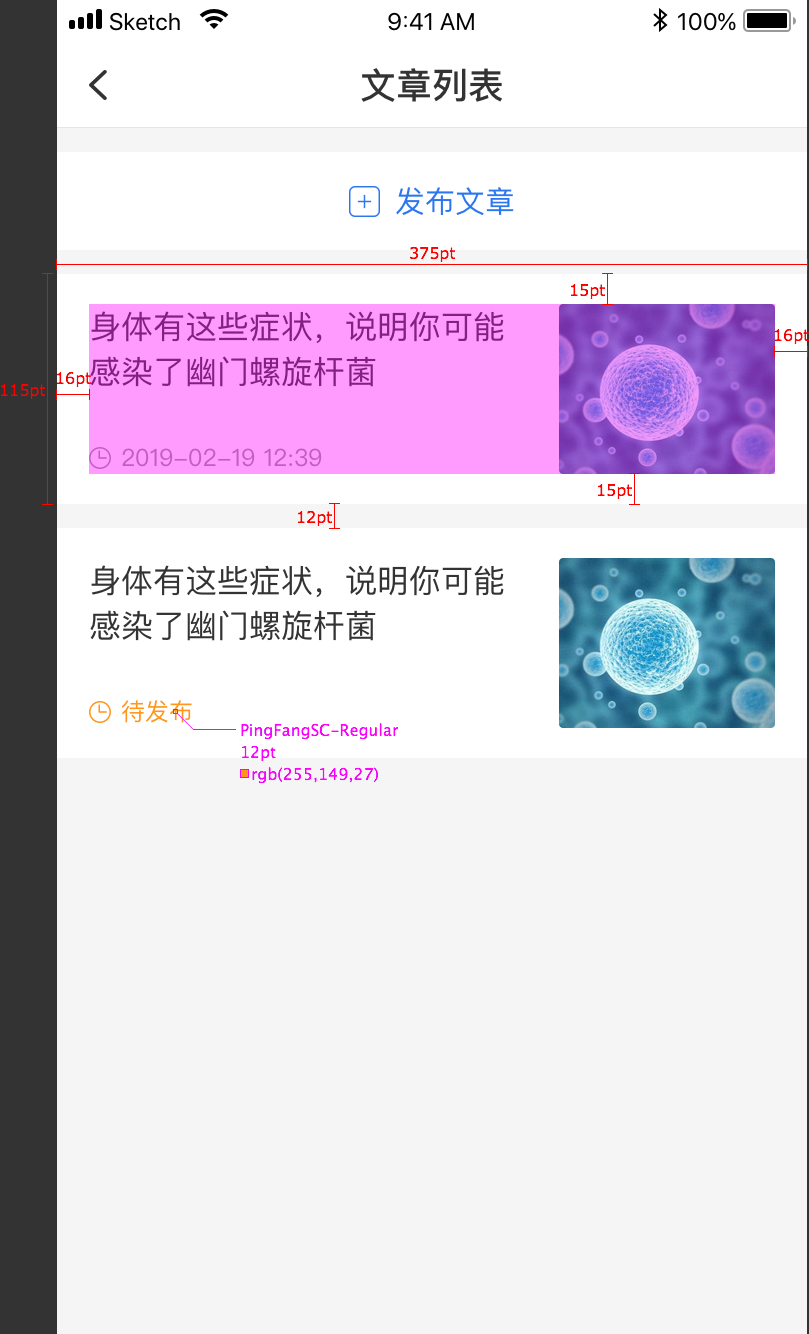 Sketch 9:41 AM 100%
文章列表
发布文章
375pt
15pt
身体有这些症状，说明你可能
16pt
感染了幽门螺旋杆菌
16pt
115pt
2019-02-19 12:39
15pt
12pt
身体有这些症状，说明你可能
感染了幽门螺旋杆菌
待发布
PingFangSC-Regular
12pt
rgb(255,149,27)